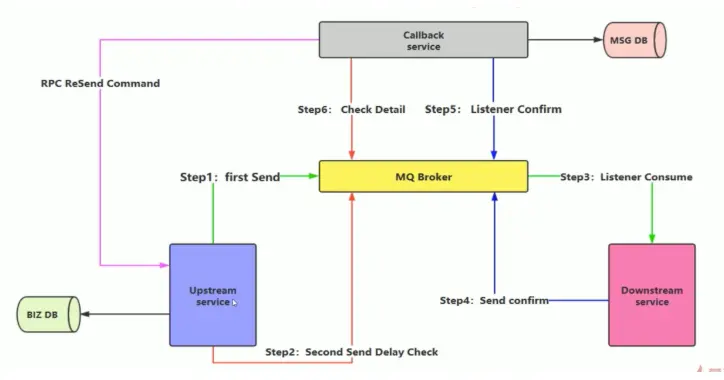 Callback
service
MSG DB
RPC ReSend Command
Step6： Check Detail
Step5： Listener Confirm
Step1：first Send
MQ Broker
Step3：Listener Consume
Upstream
service
Downstream
service
BIZ DB
Step4：Send confirm
Step2：Second Send Delay Check